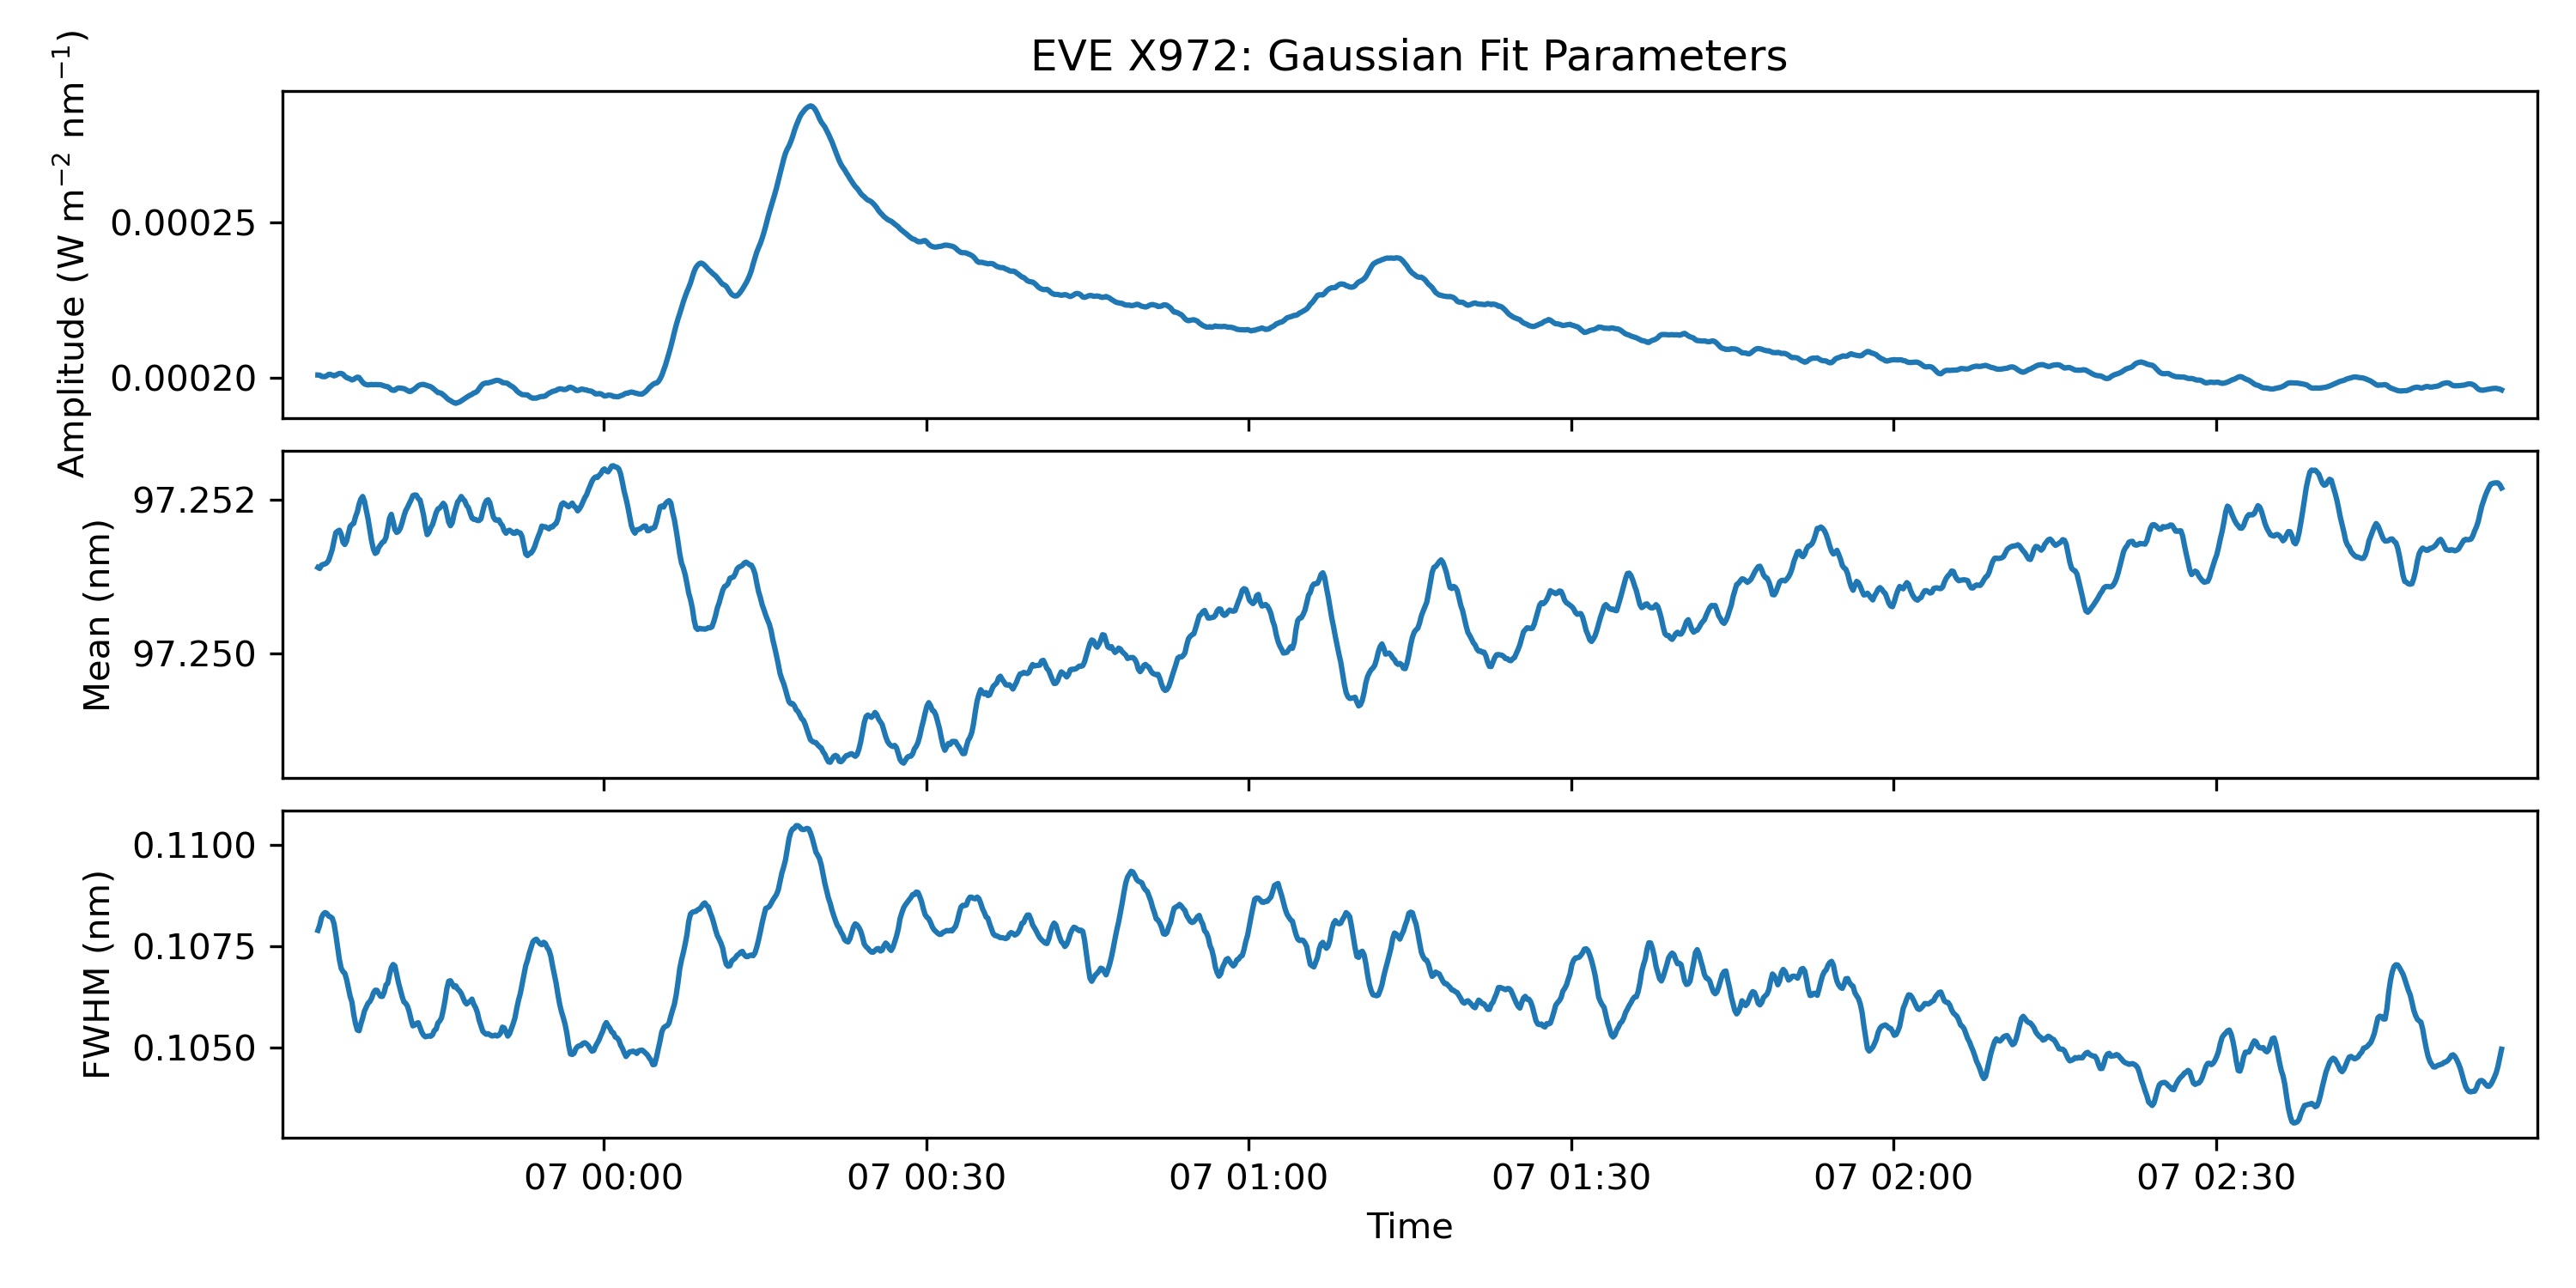 EVE X972: Gaussian Fit Parameters
Amplitude (W m⁻² nm⁻¹)
0.00025
0.00020
Mean (nm)
97.252
97.250
FWHM (nm)
0.1100
0.1075
0.1050
07 00:00 07 00:30 07 01:00 07 01:30 07 02:00 07 02:30
Time